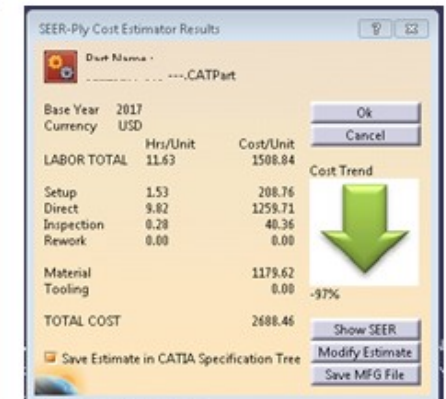 SEER-Ply Cost Estimator Results
Part Name :
---.CATPart
Base Year 2017
Currency USD
Hrs/Unit Cost/Unit
LABOR TOTAL 11.63 1508.84
Setup 1.53 208.76
Direct 9.82 1259.71
Inspection 0.28 40.36
Rework 0.00 0.00
Material 1179.62
Tooling 0.00
TOTAL COST 2688.46
Save Estimate in CATIA Specification Tree
Ok
Cancel
Cost Trend
-97%
Show SEER
Modify Estimate
Save MFG File